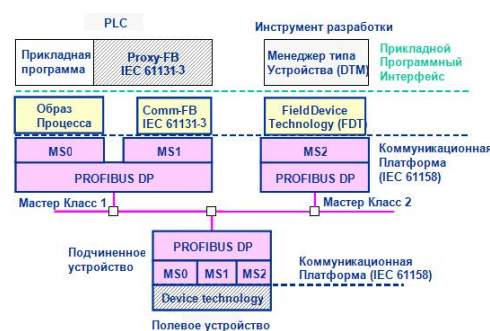 PLC
Инструмент разработки
Прикладная
программа
Proxy-FB
IEC 61131-3
Менеджер типа
Устройства (DTM)
Прикладной
Программный
Интерфейс
Образ
Процесса
Comm-FB
IEC 61131-3
FieldDevice
Technology (FDT)
MS0
MS1
MS2
Коммуникационная
Платформа
(IEC 61158)
PROFIBUS DP
PROFIBUS DP
Мастер Класс 1
Мастер Класс 2
Подчиненное
устройство
PROFIBUS DP
MS0
MS1
MS2
Device technology
Коммуникационная
Платформа (IEC 61158)
Полевое устройство